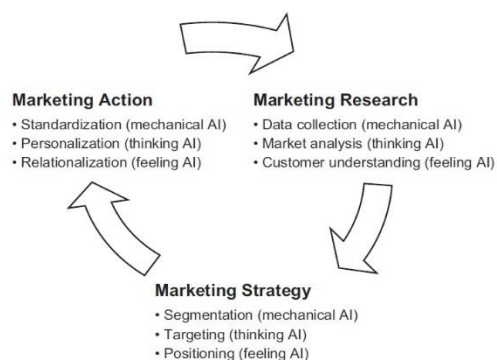 Marketing Action
• Standardization (mechanical AI)
• Personalization (thinking AI)
• Relationalization (feeling AI)
Marketing Research
• Data collection (mechanical AI)
• Market analysis (thinking AI)
• Customer understanding (feeling AI)
Marketing Strategy
• Segmentation (mechanical AI)
• Targeting (thinking AI)
• Positioning (feeling AI)